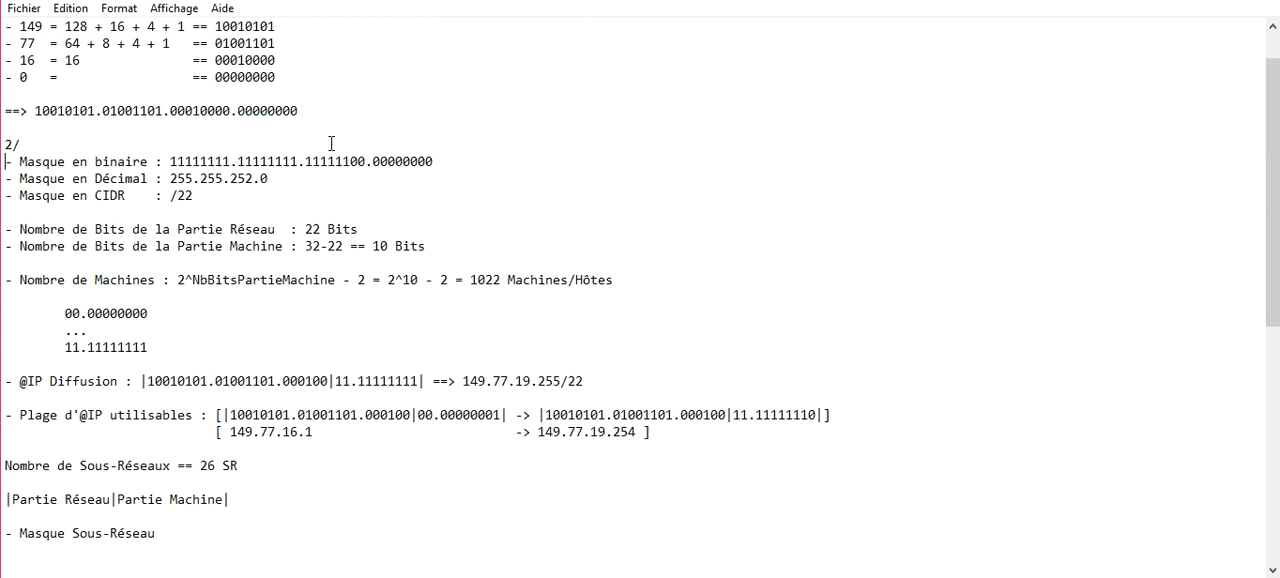 Fichier Edition Format Affichage Aide
- 149 = 128 + 16 + 4 + 1 == 10010101
- 77  = 64 + 8 + 4 + 1   == 01001101
- 16  = 16               == 00010000
- 0   =                  == 00000000
==> 10010101.01001101.00010000.00000000
2/
- Masque en binaire : 11111111.11111111.11111100.00000000
- Masque en Décimal : 255.255.252.0
- Masque en CIDR    : /22
- Nombre de Bits de la Partie Réseau  : 22 Bits
- Nombre de Bits de la Partie Machine : 32-22 == 10 Bits
- Nombre de Machines : 2^NbBitsPartieMachine - 2 = 2^10 - 2 = 1022 Machines/Hôtes
00.00000000
...
11.11111111
- @IP Diffusion : |10010101.01001101.000100|11.11111111| ==> 149.77.19.255/22
- Plage d'@IP utilisables : [|10010101.01001101.000100|00.00000001| -> |10010101.01001101.000100|11.11111110|]
[ 149.77.16.1                           -> 149.77.19.254 ]
Nombre de Sous-Réseaux == 26 SR
|Partie Réseau|Partie Machine|
- Masque Sous-Réseau